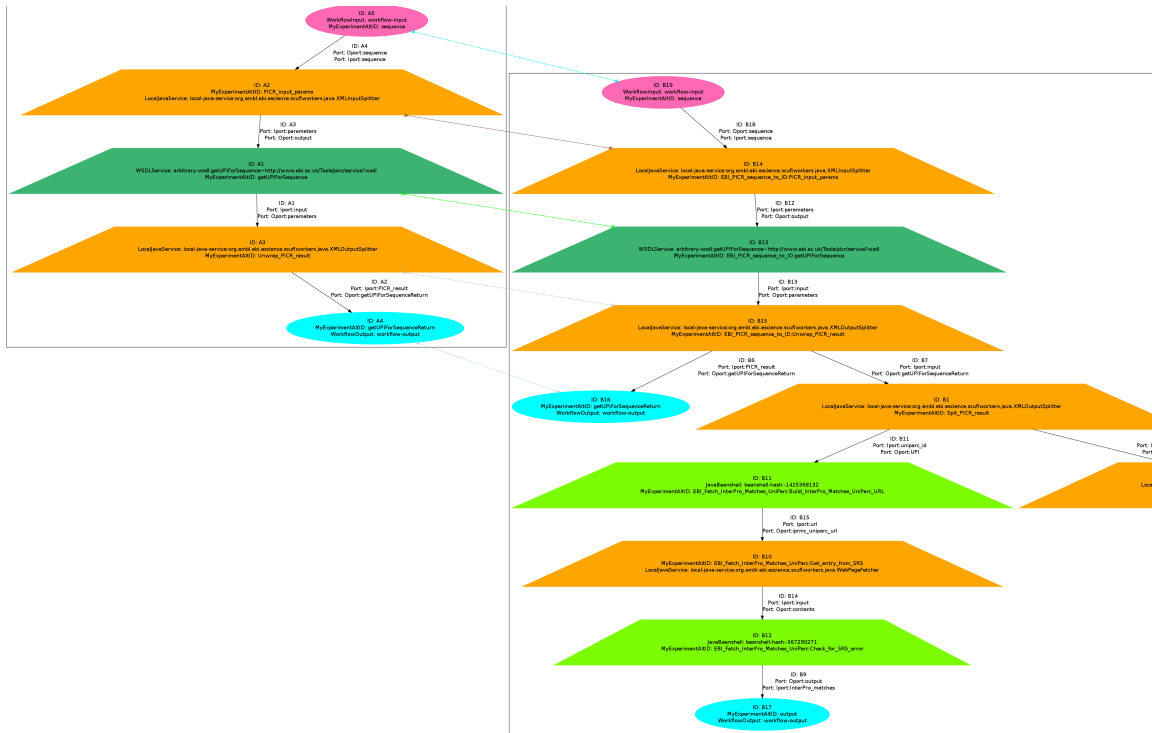 ID: A5
WorkflowInput: workflow-input
MyExperimentAltID: sequence
ID: A4
Port: Oport:sequence
Port: Iport:sequence
ID: A2
MyExperimentAltID: PICR_input_params
LocalJavaService: local-java-service:org.embl.ebi.escience.scuflworkers.java.XMLInputSplitter
ID: A3
Port: Iport:parameters
Port: Oport:output
ID: A1
WSDLService: arbitrary-wsdl:getUPIForSequence~http://www.ebi.ac.uk/Tools/picr/service?wsdl
MyExperimentAltID: getUPIForSequence
ID: A1
Port: Iport:input
Port: Oport:parameters
ID: A3
LocalJavaService: local-java-service:org.embl.ebi.escience.scuflworkers.java.XMLOutputSplitter
MyExperimentAltID: Unwrap_PICR_result
ID: A2
Port: Iport:PICR_result
Port: Oport:getUPIForSequenceReturn
ID: A4
MyExperimentAltID: getUPIForSequenceReturn
WorkflowOutput: workflow-output
ID: B19
WorkflowInput: workflow-input
MyExperimentAltID: sequence
ID: B18
Port: Oport:sequence
Port: Iport:sequence
ID: B14
LocalJavaService: local-java-service:org.embl.ebi.escience.scuflworkers.java.XMLInputSplitter
MyExperimentAltID: EBI_PICR_sequence_to_ID:PICR_input_params
ID: B12
Port: Iport:parameters
Port: Oport:output
ID: B13
WSDLService: arbitrary-wsdl:getUPIForSequence~http://www.ebi.ac.uk/Tools/picr/service?wsdl
MyExperimentAltID: EBI_PICR_sequence_to_ID:getUPIForSequence
ID: B13
Port: Iport:input
Port: Oport:parameters
ID: B15
LocalJavaService: local-java-service:org.embl.ebi.escience.scuflworkers.java.XMLOutputSplitter
MyExperimentAltID: EBI_PICR_sequence_to_ID:Unwrap_PICR_result
ID: B6
Port: Iport:PICR_result
Port: Oport:getUPIForSequenceReturn
ID: B7
Port: Iport:input
Port: Oport:getUPIForSequenceReturn
ID: B16
MyExperimentAltID: getUPIForSequenceReturn
WorkflowOutput: workflow-output
ID: B1
LocalJavaService: local-java-service:org.embl.ebi.escience.scuflworkers.java.XMLOutputSplitter
MyExperimentAltID: Spit_PICR_result
ID: B11
Port: Iport:uniparc_id
Port: Oport:UPI
ID: B11
JavaBeanshell: beanshell-hash:-1425368132
MyExperimentAltID: EBI_Fetch_InterPro_Matches_UniParc:Build_InterPro_Matches_UniParc_URL
ID: B15
Port: Iport:url
Port: Oport:iprmc_uniparc_url
ID: B10
MyExperimentAltID: EBI_Fetch_InterPro_Matches_UniParc:Get_entry_from_SRS
LocalJavaService: local-java-service:org.embl.ebi.escience.scuflworkers.java.WebPageFetcher
ID: B14
Port: Iport:input
Port: Oport:contents
ID: B12
JavaBeanshell: beanshell-hash:-367290271
MyExperimentAltID: EBI_Fetch_InterPro_Matches_UniParc:Check_for_SRS_error
ID: B9
Port: Oport:output
Port: Iport:InterPro_matches
ID: B17
MyExperimentAltID: output
WorkflowOutput: workflow-output